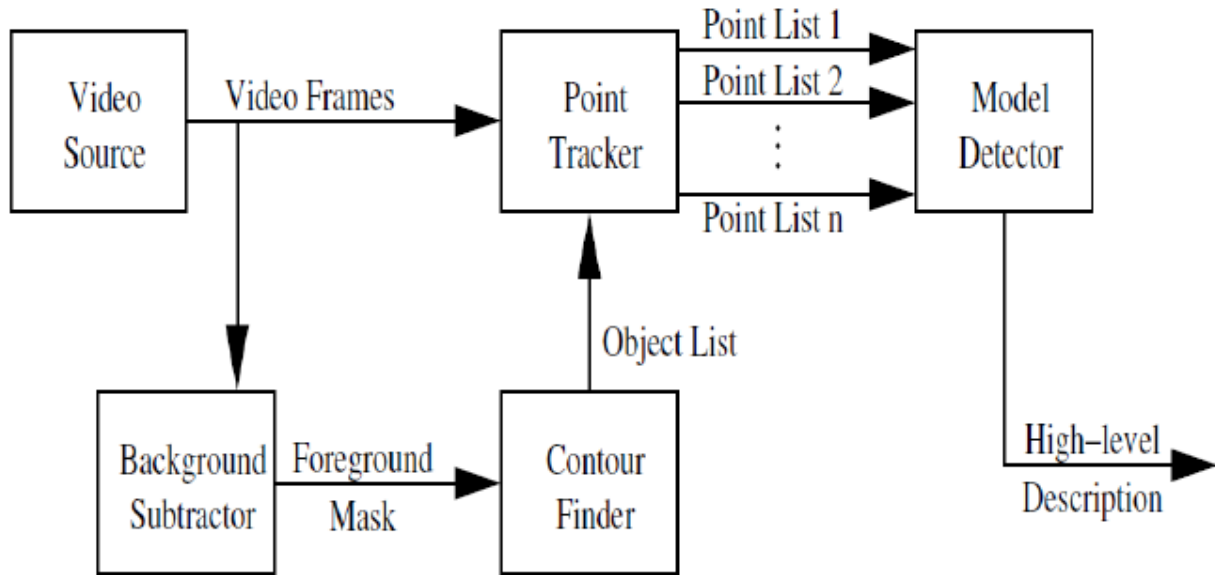 Video
Source
Video Frames
Point
Tracker
Point List 1
Point List 2
Point List n
Model
Detector
Object List
Background
Subtractor
Foreground
Mask
Contour
Finder
High-level
Description